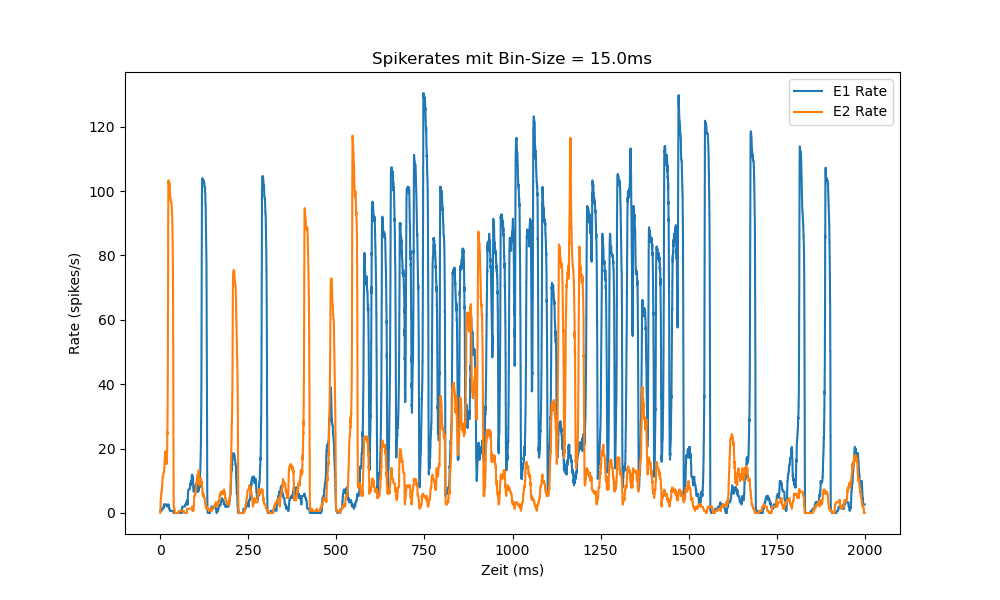 Spikerates mit Bin-Size = 15.0ms
E1 Rate
E2 Rate
120
100
80
60
40
20
0
Rate (spikes/s)
0 250 500 750 1000 1250 1500 1750 2000
Zeit (ms)